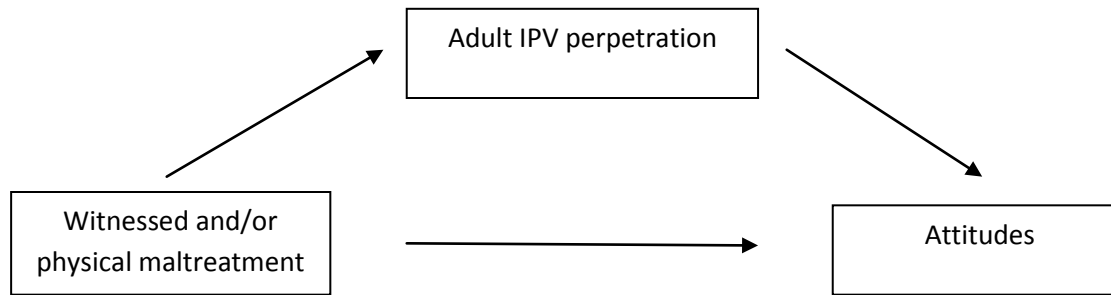 Adult IPV perpetration
Witnessed and/or
physical maltreatment
Attitudes